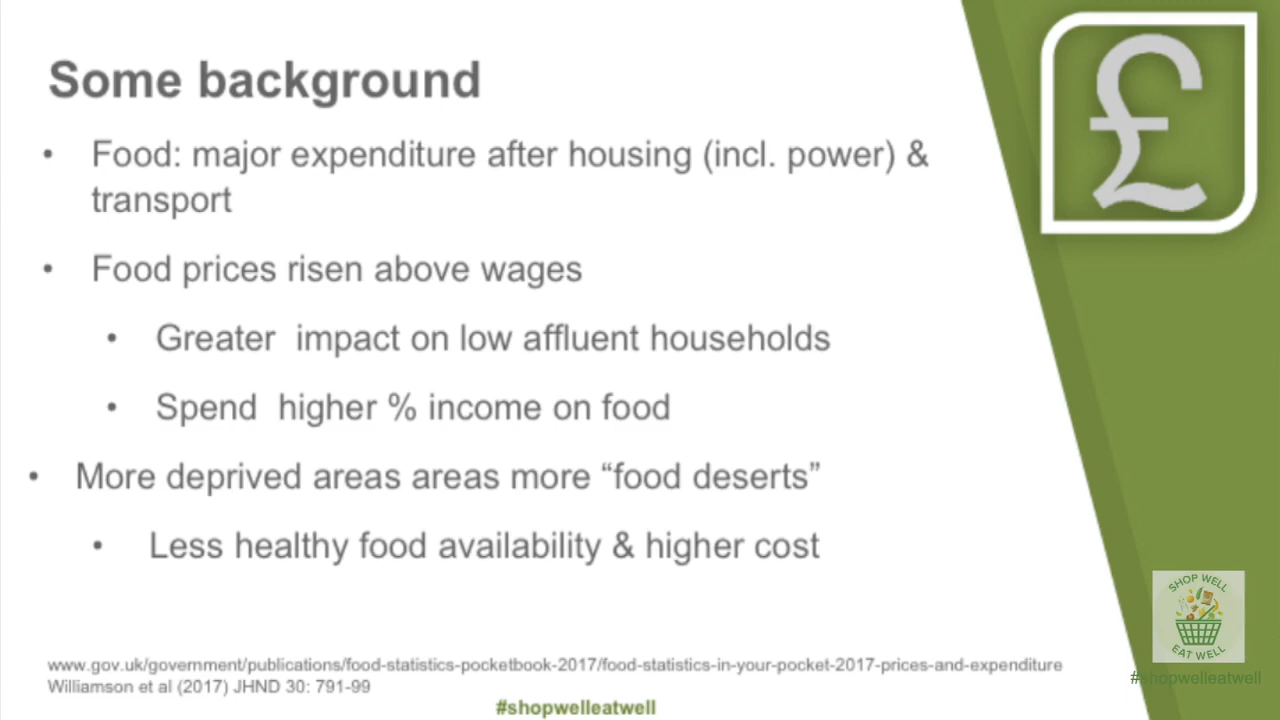 Some background
• Food: major expenditure after housing (incl. power) &
transport
• Food prices risen above wages
• Greater impact on low affluent households
• Spend higher % income on food
• More deprived areas areas more “food deserts”
• Less healthy food availability & higher cost
www.gov.uk/government/publications/food-statistics-pocketbook-2017/food-statistics-in-your-pocket-2017-prices-and-expenditure
Williamson et al (2017) JHND 30: 791-99
#shopwelleatwell
£
SHOP WELL
EAT WELL
#shopwelleatwell